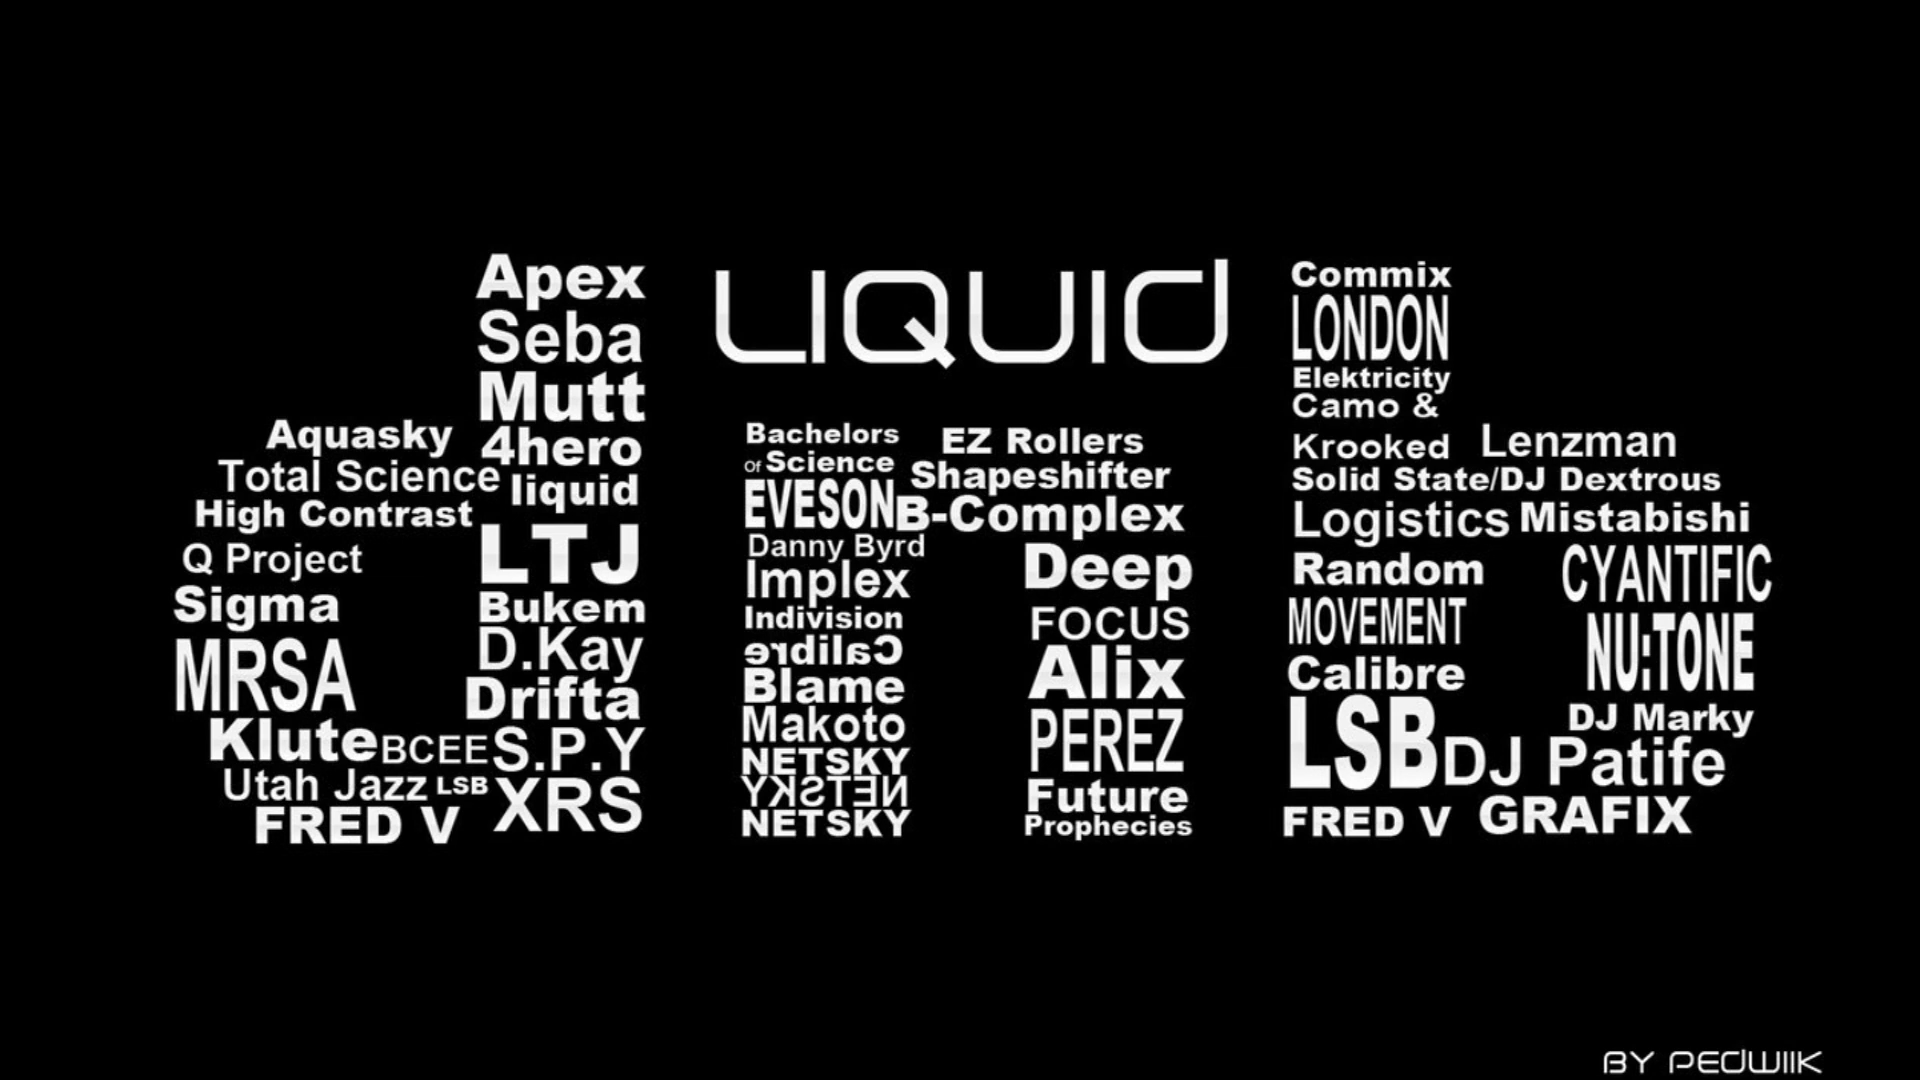 LIQUID
Apex
Seba
Mutt
Aquasky
4hero
Total Science
liquid
High Contrast
LTJ
Q Project
Sigma
Bukem
MRSA
D.Kay
Drifta
Klute BCEE S.P.Y
Utah Jazz LSB XRS
FRED V
Bachelors
Of Science
EZ Rollers
Shapeshifter
EVESON B-Complex
Danny Byrd
Implex
Deep
Indivision
FOCUS
Calibre
Alix
Blame
Makoto
PEREZ
NETSKY
NETSKY
NETSKY
Future
Prophecies
Commix
LONDON
Elektricity
Camo &
Krooked Lenzman
Solid State/DJ Dextrous
Logistics Mistabishi
Random CYANTIFIC
MOVEMENT NU:TONE
Calibre
DJ Marky
LSB DJ Patife
FRED V GRAFIX
BY PEDWIIK